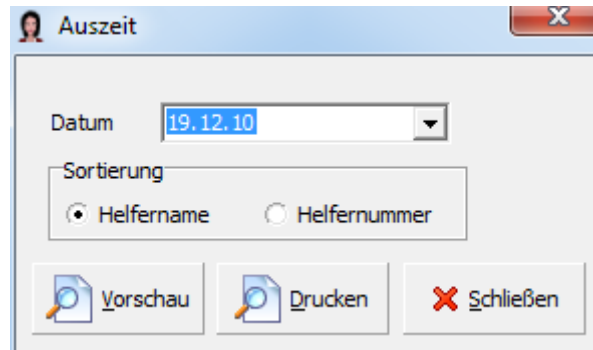 Auszeit
Datum 19.12.10
Sortierung
Helfername Helfernummer
Vorschau Drucken Schließen